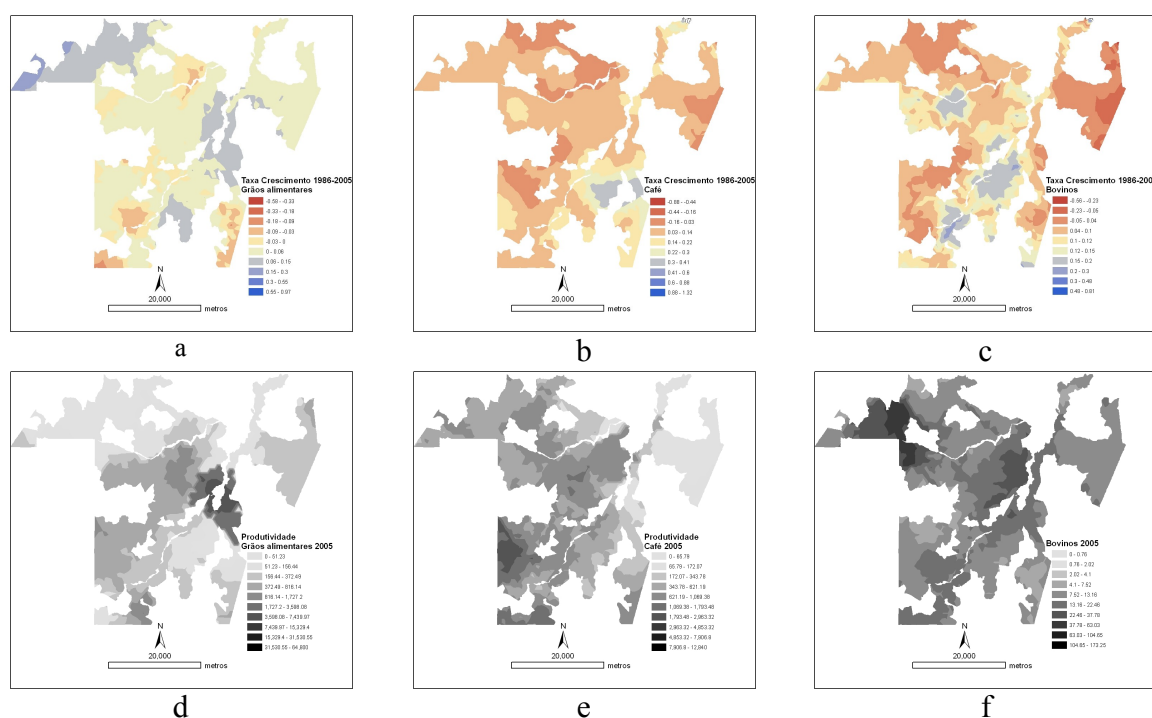 Taxa Crescimento 1986-2005
Grãos alimentares
-0.59 - -0.33
-0.33 - -0.18
-0.18 - -0.09
-0.09 - -0.03
-0.03 - 0
0 - 0.06
0.06 - 0.15
0.15 - 0.3
0.3 - 0.55
0.55 - 0.97
N
20,000
metros
a
Taxa Crescimento 1986-2005
Café
-0.88 - -0.44
-0.44 - -0.16
-0.16 - 0.03
0.03 - 0.14
0.14 - 0.22
0.22 - 0.3
0.3 - 0.41
0.41 - 0.6
0.6 - 0.88
0.88 - 1.32
N
20,000
metros
b
Taxa Crescimento 1986-2005
Bovinos
-0.56 - -0.23
-0.23 - -0.05
-0.05 - 0.04
0.04 - 0.1
0.1 - 0.12
0.12 - 0.15
0.15 - 0.2
0.2 - 0.3
0.3 - 0.48
0.48 - 0.81
N
20,000
metros
c
Produtividade
Grãos alimentares 2005
0 - 51.23
51.23 - 156.44
156.44 - 372.49
372.49 - 816.14
816.14 - 1,727.2
1,727.2 - 3,598.08
3,598.08 - 7,439.97
7,439.97 - 15,329.4
15,329.4 - 31,530.55
31,530.55 - 64,800
N
20,000
metros
d
Produtividade
Café 2005
0 - 65.79
65.79 - 172.07
172.07 - 343.78
343.78 - 621.19
621.19 - 1,069.38
1,069.38 - 1,793.48
1,793.48 - 2,963.32
2,963.32 - 4,853.32
4,853.32 - 7,906.8
7,906.8 - 12,840
N
20,000
metros
e
Bovinos 2005
0 - 0.76
0.76 - 2.02
2.02 - 4.1
4.1 - 7.52
7.52 - 13.16
13.16 - 22.46
22.46 - 37.78
37.78 - 63.03
63.03 - 104.65
104.65 - 173.25
N
20,000
metros
f